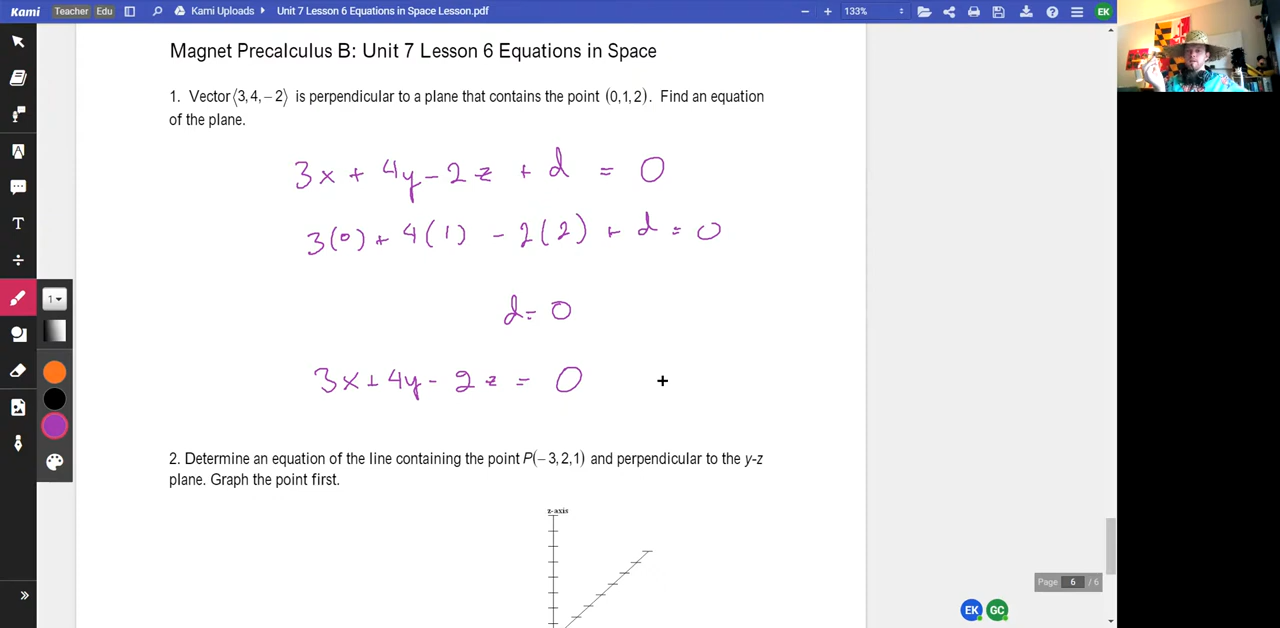 Kami Teacher Edu Kami Uploads Unit 7 Lesson 6 Equations in Space Lesson.pdf 133% EK
Magnet Precalculus B: Unit 7 Lesson 6 Equations in Space
1. Vector ⟨3, 4, −2⟩ is perpendicular to a plane that contains the point (0,1,2). Find an equation
of the plane.
3x + 4y − 2z + d = 0
3(0) + 4(1) − 2(2) + d = 0
d = 0
3x + 4y − 2z = 0
2. Determine an equation of the line containing the point P(−3,2,1) and perpendicular to the y-z
plane. Graph the point first.
z-axis
A
T
1
Page 6 / 6
EK GC